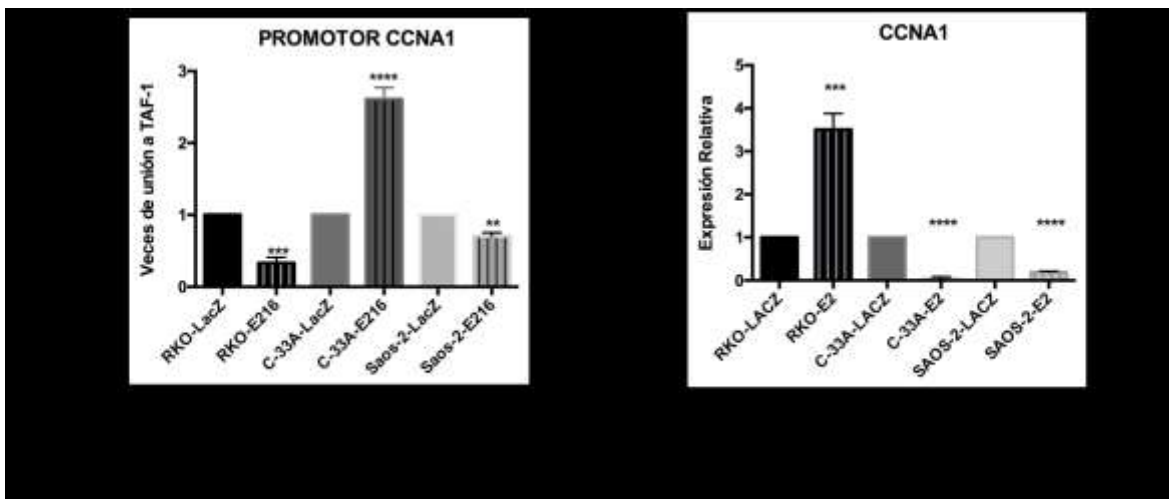 PROMOTOR CCNA1
Veces de unión a TAF-1
3
2
1
0
***
****
**
RKO-LacZ
RKO-E216
C-33A-LacZ
C-33A-E216
Saos-2-LacZ
Saos-2-E216
CCNA1
Expresión Relativa
5
4
3
2
1
0
***
****
****
RKO-LACZ
RKO-E2
C-33A-LACZ
C-33A-E2
SAOS-2-LACZ
SAOS-2-E2